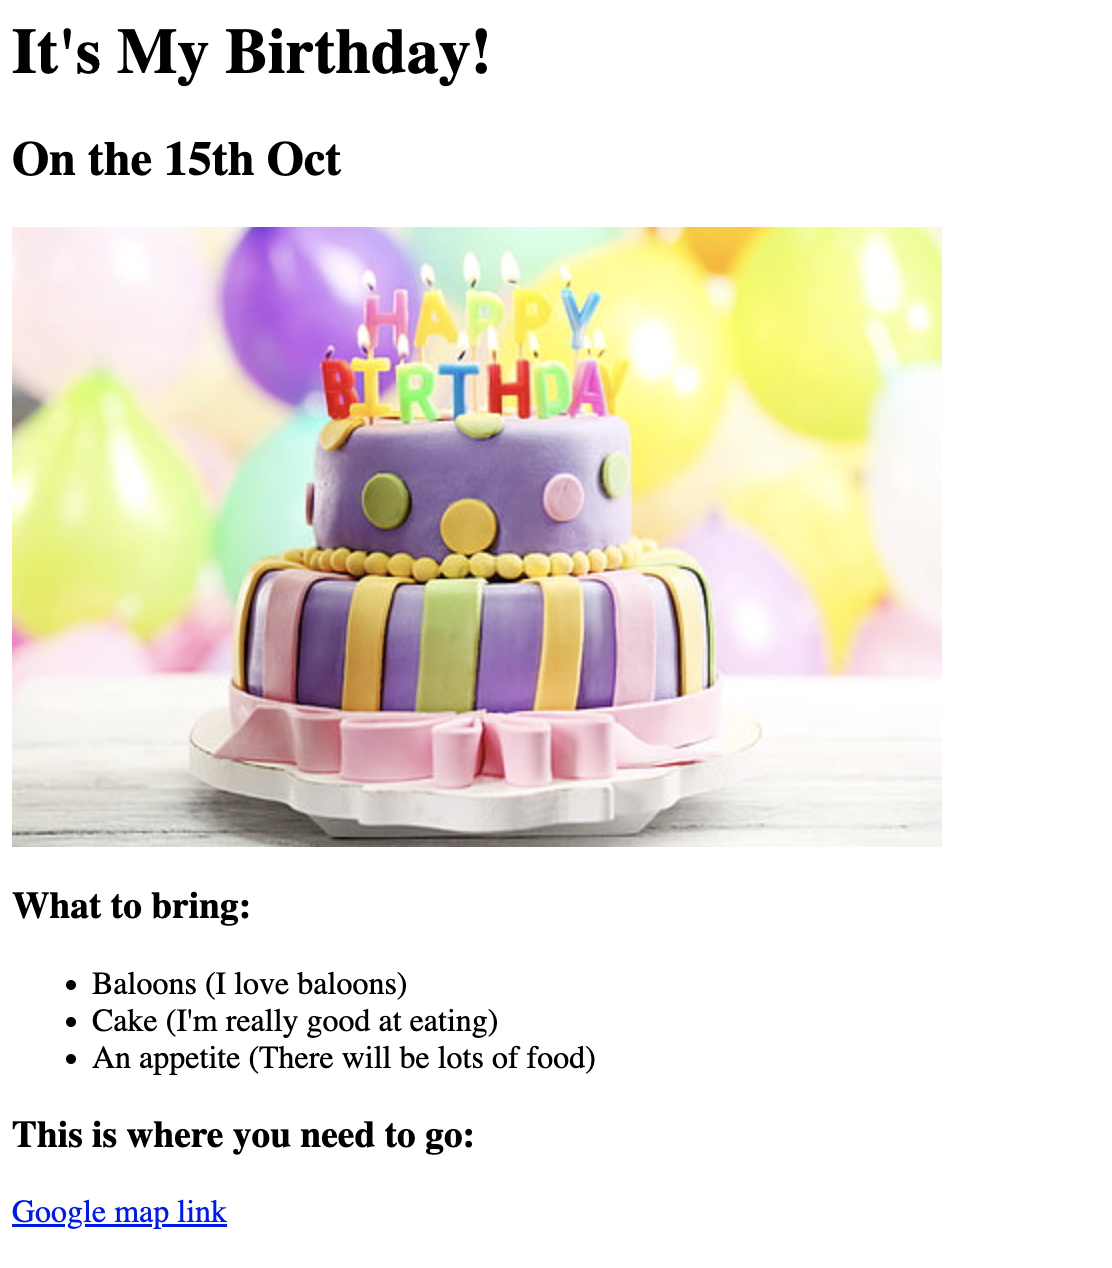 It's My Birthday!
On the 15th Oct
HAPPY
BIRTHDAY
What to bring:
Baloons (I love baloons)
Cake (I'm really good at eating)
An appetite (There will be lots of food)
This is where you need to go:
Google map link